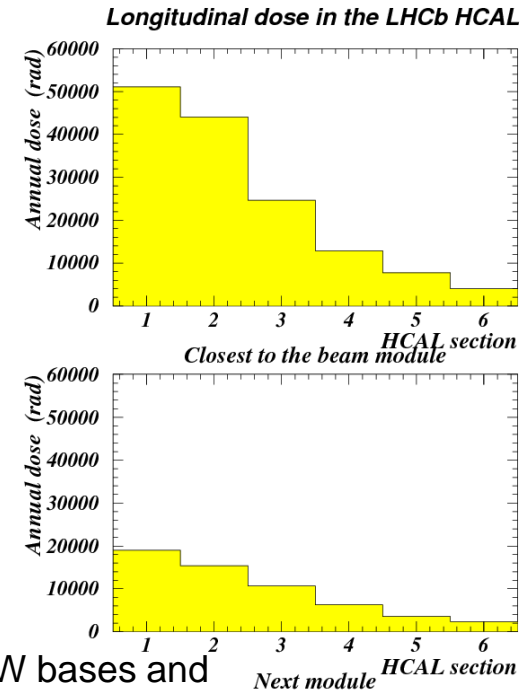 Longitudinal dose in the LHCb HCAL
Annual dose (rad)
60000
50000
40000
30000
20000
10000
0
1 2 3 4 5 6
HCAL section
Closest to the beam module
Annual dose (rad)
60000
50000
40000
30000
20000
10000
0
1 2 3 4 5 6
HCAL section
W bases and
Next module